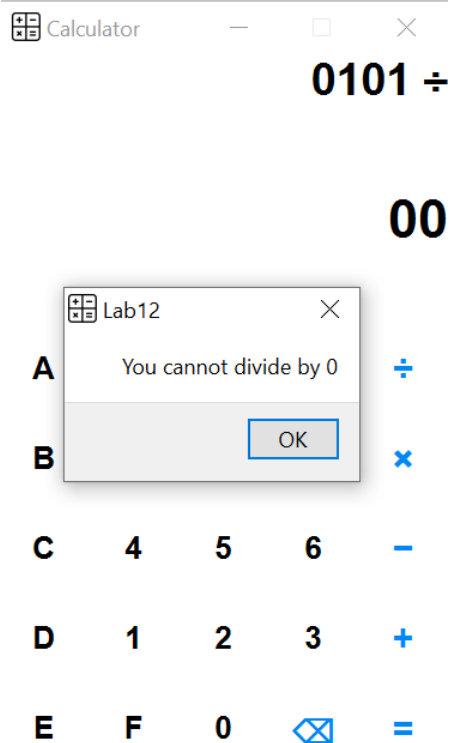 Calculator
0101 ÷
00
Lab12
You cannot divide by 0
OK
A ÷
B ×
C 4 5 6 −
D 1 2 3 +
E F 0 ⌫ =